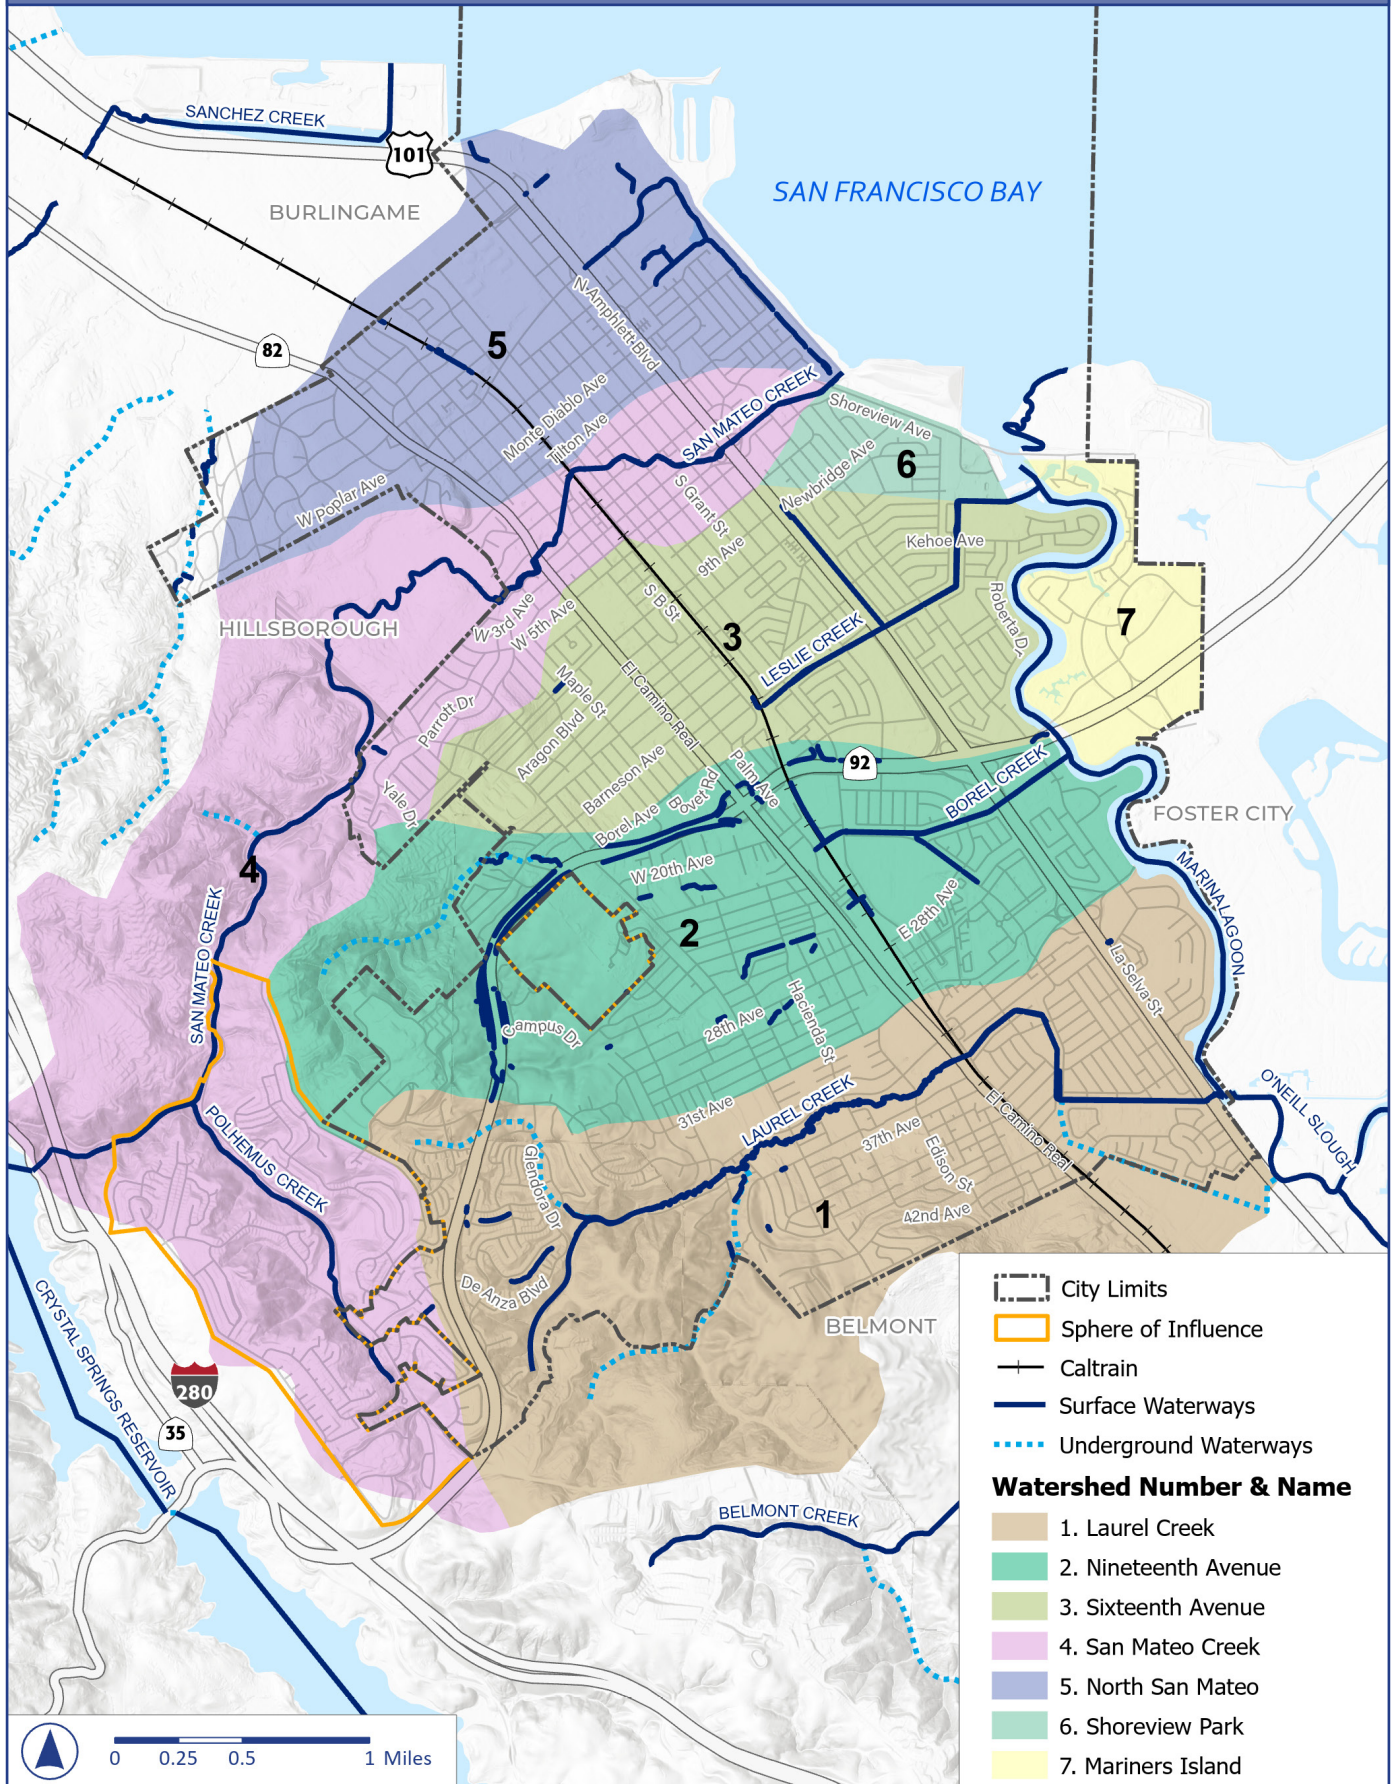 SANCHEZ CREEK
101
SAN FRANCISCO BAY
BURLINGAME
N Amphlett Blvd
82
5
Monte Diablo Ave
Tilton Ave
SAN MATEO CREEK
Shoreview Ave
Newbridge Ave
6
W Poplar Ave
S Grant St
9th Ave
Kehoe Ave
Roberta Dr
HILLSBOROUGH
W 3rd Ave
W 5th Ave
S B St
3
LESLIE CREEK
7
Maple St
El Camino Real
Parrott Dr
Aragon Blvd
Barneson Ave
Palm Ave
92
Bovet Rd
Borel Ave
BOREL CREEK
Yale Dr
FOSTER CITY
4
W 20th Ave
MARINA LAGOON
SAN MATEO CREEK
2
E 28th Ave
La Selva St
Campus Dr
28th Ave
Hacienda St
POLHEMUS CREEK
31st Ave
LAUREL CREEK
El Camino Real
O'NEILL SLOUGH
37th Ave
Edison St
Glendora Dr
1
42nd Ave
De Anza Blvd
BELMONT
CRYSTAL SPRINGS RESERVOIR
280
35
BELMONT CREEK
City Limits
Sphere of Influence
Caltrain
Surface Waterways
Underground Waterways
Watershed Number & Name
1. Laurel Creek
2. Nineteenth Avenue
3. Sixteenth Avenue
4. San Mateo Creek
5. North San Mateo
6. Shoreview Park
7. Mariners Island
0 0.25 0.5 1 Miles